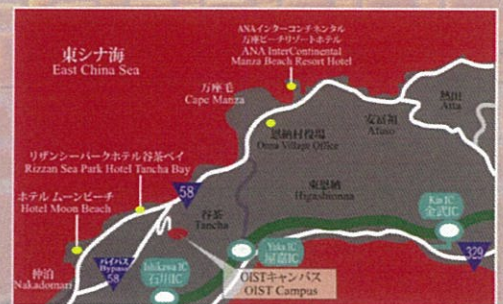 東シナ海
East China Sea
ANAインターコンチネンタル
万座ビーチリゾートホテル
ANA InterContinental
Manza Beach Resort Hotel
万座毛
Cape Manza
熱田
Atta
安富祖
Afuso
恩納村役場
Onna Village Office
リザンシーパークホテル谷茶ベイ
Rizzan Sea Park Hotel Tancha Bay
58
東恩納
Higashionna
ホテル ムーンビーチ
Hotel Moon Beach
谷茶
Tancha
Kin IC
金武IC
Yaka IC
屋嘉IC
329
仲泊
Nakadomari
バイパス
Bypass
58
Ishikawa IC
石川IC
OISTキャンパス
OIST Campus